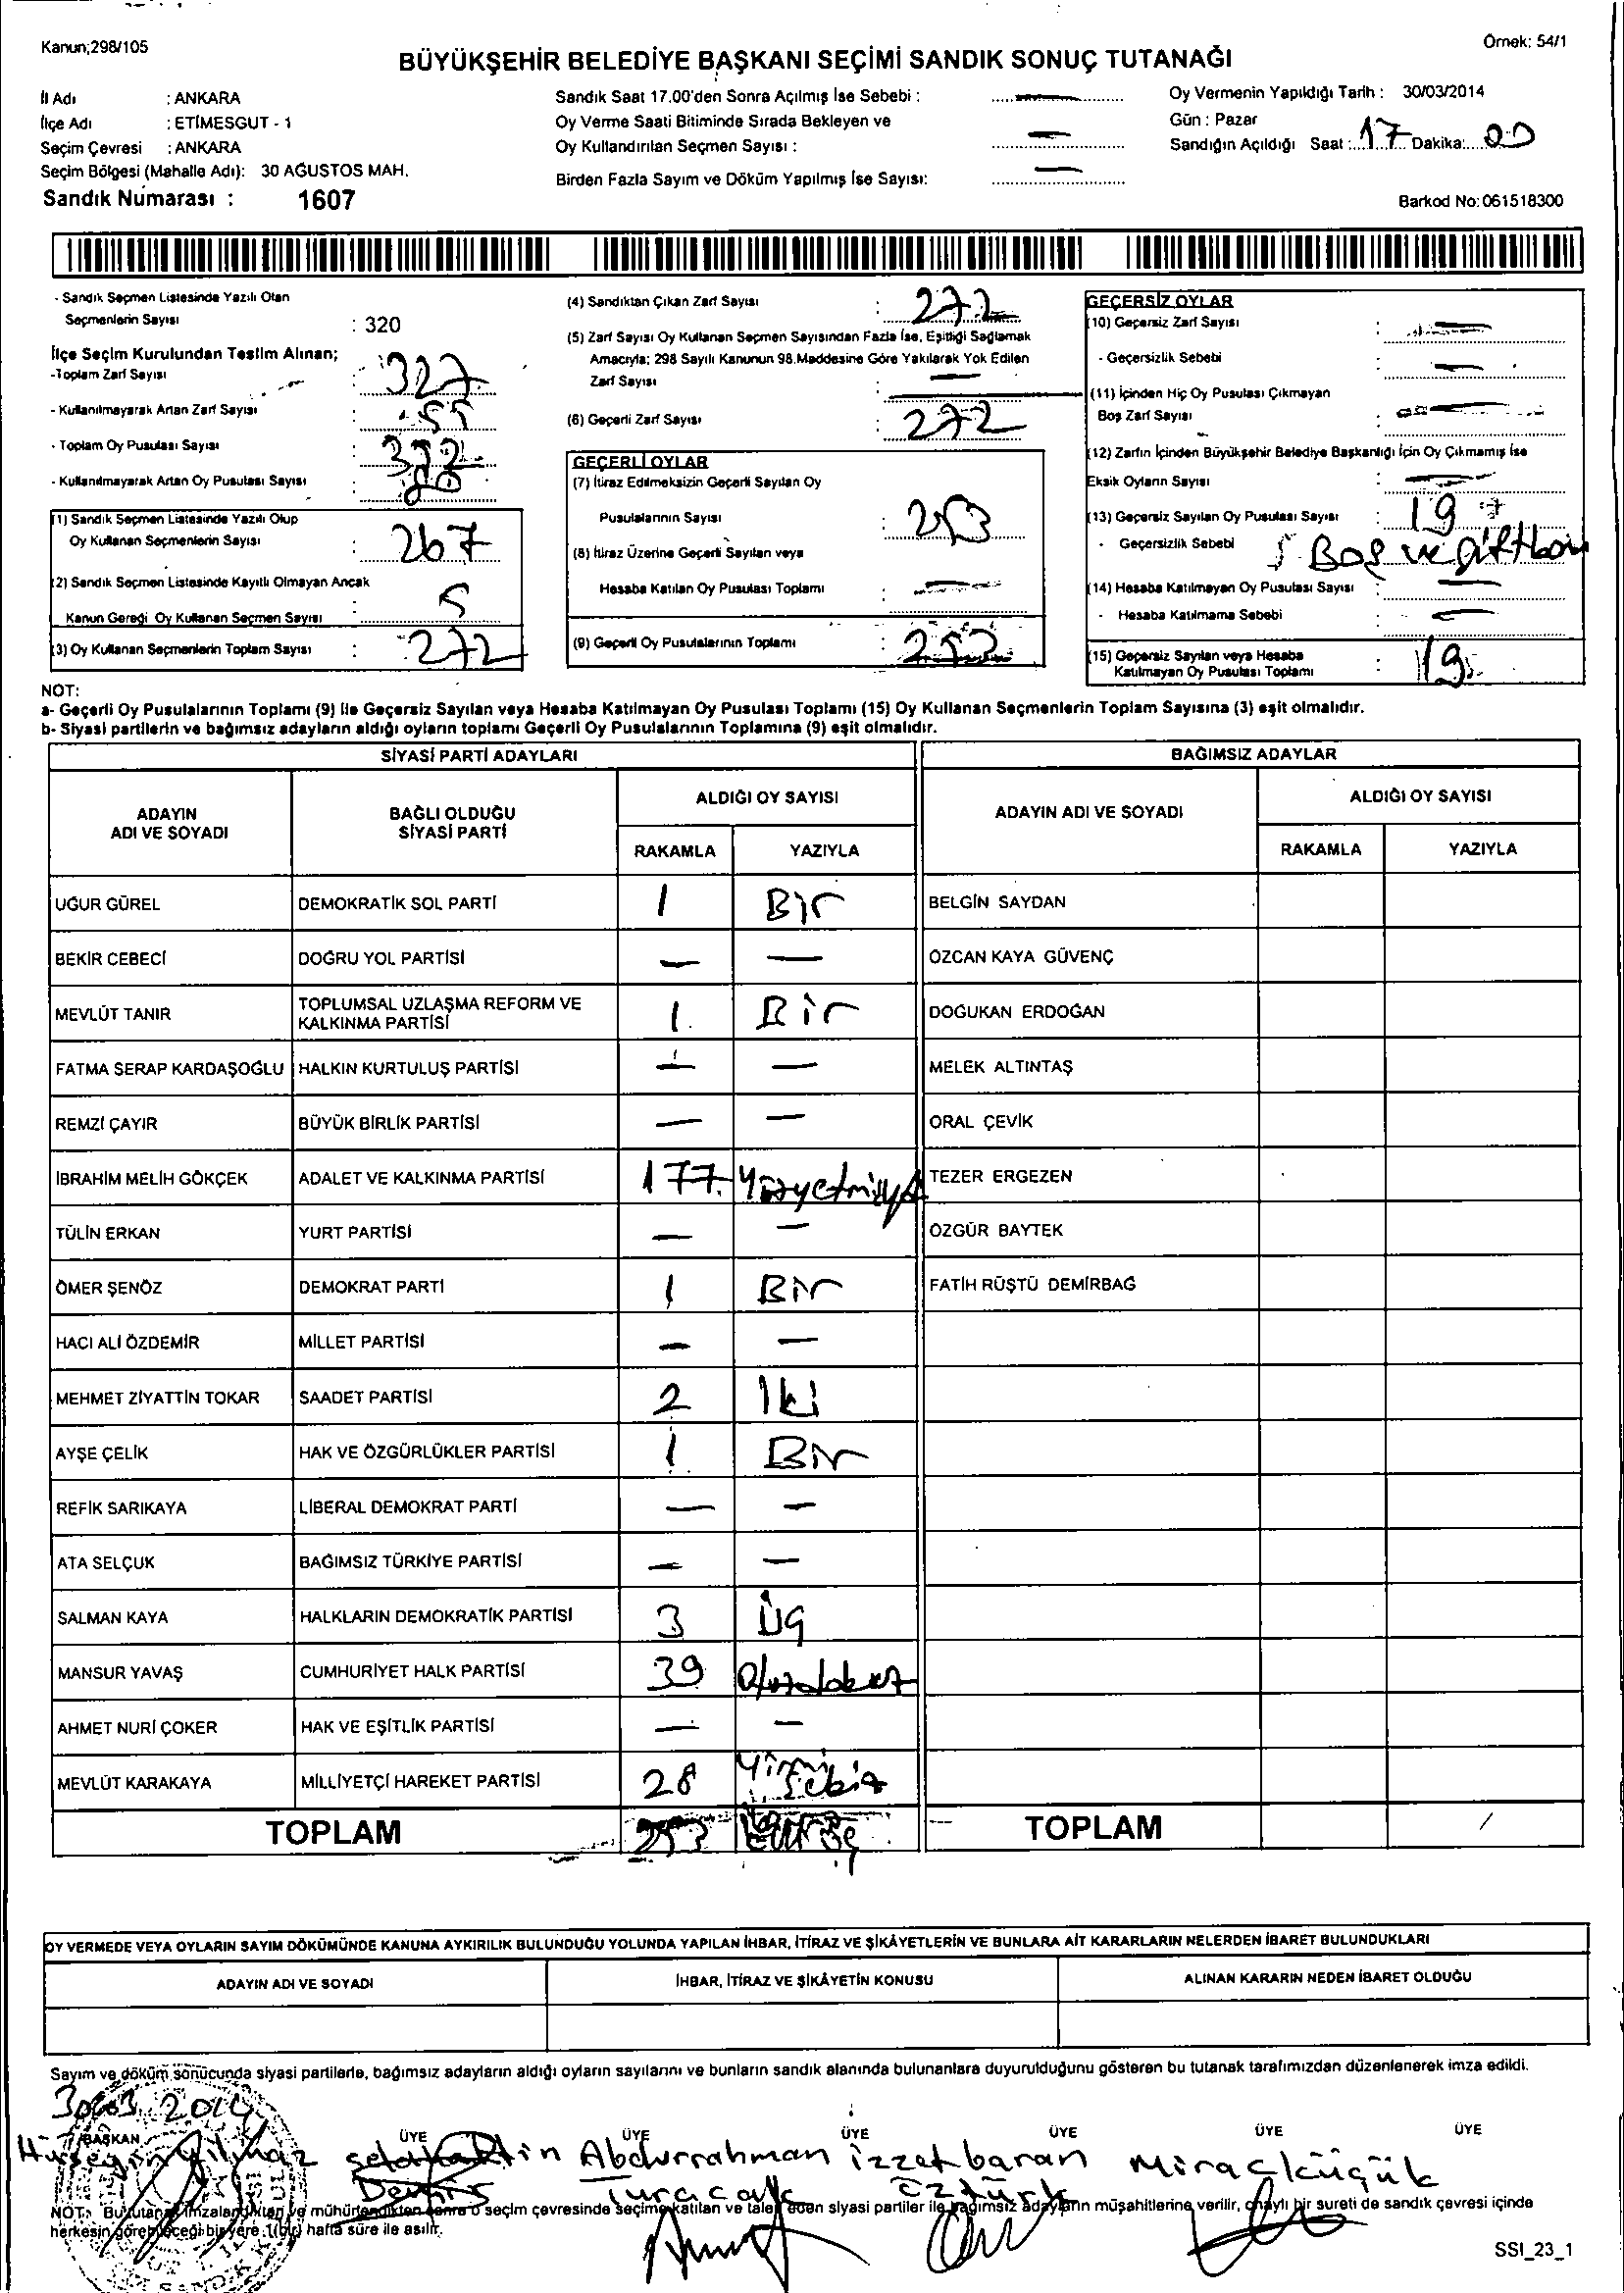 Kanun;298/105
Örnek: 54/1
BÜYÜKŞEHİR BELEDİYE BAŞKANI SEÇİMİ SANDIK SONUÇ TUTANAĞI
İl Adı : ANKARA
İlçe Adı : ETİMESGUT - 1
Seçim Çevresi : ANKARA
Seçim Bölgesi (Mahalle Adı): 30 AĞUSTOS MAH.
Sandık Numarası : 1607
Sandık Saat 17.00'den Sonra Açılmış İse Sebebi : —
Oy Verme Saati Bitiminde Sırada Bekleyen ve
Oy Kullandırılan Seçmen Sayısı : —
Birden Fazla Sayım ve Döküm Yapılmış İse Sayısı: —
Oy Vermenin Yapıldığı Tarih : 30/03/2014
Gün : Pazar
Sandığın Açıldığı Saat : 17 Dakika: 00
Barkod No: 061518300
- Sandık Seçmen Listesinde Yazılı Olan
Seçmenlerin Sayısı : 320
İlçe Seçim Kurulundan Teslim Alınan;
-Toplam Zarf Sayısı : 327
- Kullanılmayarak Artan Zarf Sayısı : 55
- Toplam Oy Pusulası Sayısı :
- Kullanılmayarak Artan Oy Pusulası Sayısı :
(1) Sandık Seçmen Listesinde Yazılı Olup
Oy Kullanan Seçmenlerin Sayısı : 267
(2) Sandık Seçmen Listesinde Kayıtlı Olmayan Ancak
Kanun Gereği Oy Kullanan Seçmen Sayısı : 5
(3) Oy Kullanan Seçmenlerin Toplam Sayısı : 272
(4) Sandıktan Çıkan Zarf Sayısı : 272
(5) Zarf Sayısı Oy Kullanan Seçmen Sayısından Fazla İse, Eşitliği Sağlamak
Amacıyla; 298 Sayılı Kanunun 98.Maddesine Göre Yakılarak Yok Edilen
Zarf Sayısı : —
(6) Geçerli Zarf Sayısı : 272
GEÇERLİ OYLAR
(7) İtiraz Edilmeksizin Geçerli Sayılan Oy
Pusulalarının Sayısı : 253
(8) İtiraz Üzerine Geçerli Sayılan veya
Hesaba Katılan Oy Pusulası Toplamı : —
(9) Geçerli Oy Pusulalarının Toplamı : 253
GEÇERSİZ OYLAR
(10) Geçersiz Zarf Sayısı : —
- Geçersizlik Sebebi —
(11) İçinden Hiç Oy Pusulası Çıkmayan
Boş Zarf Sayısı : —
(12) Zarfın İçinden Büyükşehir Belediye Başkanlığı İçin Oy Çıkmamış İse
Eksik Oyların Sayısı : —
(13) Geçersiz Sayılan Oy Pusulası Sayısı : 19
- Geçersizlik Sebebi Boş ve
(14) Hesaba Katılmayan Oy Pusulası Sayısı : —
- Hesaba Katılmama Sebebi —
(15) Geçersiz Sayılan veya Hesaba
Katılmayan Oy Pusulası Toplamı : 19
NOT:
a- Geçerli Oy Pusulalarının Toplamı (9) ile Geçersiz Sayılan veya Hesaba Katılmayan Oy Pusulası Toplamı (15) Oy Kullanan Seçmenlerin Toplam Sayısına (3) eşit olmalıdır.
b- Siyasi partilerin ve bağımsız adayların aldığı oyların toplamı Geçerli Oy Pusulalarının Toplamına (9) eşit olmalıdır.
SİYASİ PARTİ ADAYLARI BAĞIMSIZ ADAYLAR
ADAYIN ADI VE SOYADI BAĞLI OLDUĞU SİYASİ PARTİ ALDIĞI OY SAYISI ADAYIN ADI VE SOYADI ALDIĞI OY SAYISI
RAKAMLA YAZIYLA RAKAMLA YAZIYLA
UĞUR GÜREL DEMOKRATİK SOL PARTİ 1 Bir BELGİN SAYDAN
BEKİR CEBECİ DOĞRU YOL PARTİSİ — — ÖZCAN KAYA GÜVENÇ
MEVLÜT TANIR TOPLUMSAL UZLAŞMA REFORM VE KALKINMA PARTİSİ 1 Bir DOĞUKAN ERDOĞAN
FATMA SERAP KARDAŞOĞLU HALKIN KURTULUŞ PARTİSİ — — MELEK ALTINTAŞ
REMZİ ÇAYIR BÜYÜK BİRLİK PARTİSİ — — ORAL ÇEVİK
İBRAHİM MELİH GÖKÇEK ADALET VE KALKINMA PARTİSİ 177 TEZER ERGEZEN
TÜLİN ERKAN YURT PARTİSİ — — ÖZGÜR BAYTEK
ÖMER ŞENÖZ DEMOKRAT PARTİ 1 Bir FATİH RÜŞTÜ DEMİRBAĞ
HACI ALİ ÖZDEMİR MİLLET PARTİSİ — —
MEHMET ZİYATTİN TOKAR SAADET PARTİSİ 2 İki
AYŞE ÇELİK HAK VE ÖZGÜRLÜKLER PARTİSİ 1 Bir
REFİK SARIKAYA LİBERAL DEMOKRAT PARTİ — —
ATA SELÇUK BAĞIMSIZ TÜRKİYE PARTİSİ — —
SALMAN KAYA HALKLARIN DEMOKRATİK PARTİSİ 3 Üç
MANSUR YAVAŞ CUMHURİYET HALK PARTİSİ 39
AHMET NURİ ÇOKER HAK VE EŞİTLİK PARTİSİ — —
MEVLÜT KARAKAYA MİLLİYETÇİ HAREKET PARTİSİ 28 Yirmi Sekiz
TOPLAM 253 TOPLAM
OY VERMEDE VEYA OYLARIN SAYIM DÖKÜMÜNDE KANUNA AYKIRILIK BULUNDUĞU YOLUNDA YAPILAN İHBAR, İTİRAZ VE ŞİKÂYETLERİN VE BUNLARA AİT KARARLARIN NELERDEN İBARET BULUNDUKLARI
ADAYIN ADI VE SOYADI İHBAR, İTİRAZ VE ŞİKÂYETİN KONUSU ALINAN KARARIN NEDEN İBARET OLDUĞU
Sayım ve döküm sonucunda siyasi partilerle, bağımsız adayların aldığı oyların sayılarını ve bunların sandık alanında bulunanlara duyurulduğunu gösteren bu tutanak tarafımızdan düzenlenerek imza edildi.
30.03.2014
BAŞKAN ÜYE ÜYE ÜYE ÜYE ÜYE ÜYE
Hüseyin Yılmaz Abdurrahman izzet baran Miraç küçük
öztürk
NOT: Bu tutanak imzalandıktan ve mühürlendikten sonra o seçim çevresinde seçime katılan ve talep eden siyasi partiler ile bağımsız adayların müşahitlerine verilir, onaylı bir sureti de sandık çevresi içinde
herkesin görebileceği bir yere 1(bir) hafta süre ile asılır.
SSI_23_1